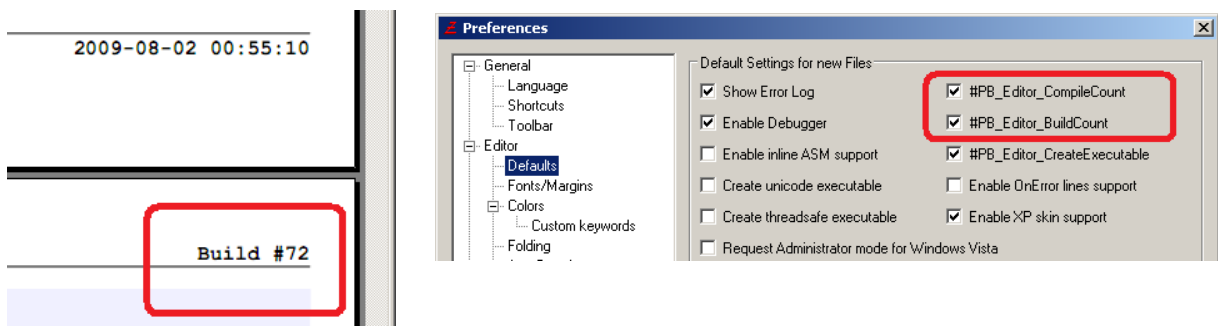 2009-08-02 00:55:10
Build #72
Preferences
General
Language
Shortcuts
Toolbar
Editor
Defaults
Fonts/Margins
Colors
Custom keywords
Folding
Default Settings for new Files
Show Error Log
#PB_Editor_CompileCount
Enable Debugger
#PB_Editor_BuildCount
Enable inline ASM support
#PB_Editor_CreateExecutable
Create unicode executable
Enable OnError lines support
Create threadsafe executable
Enable XP skin support
Request Administrator mode for Windows Vista